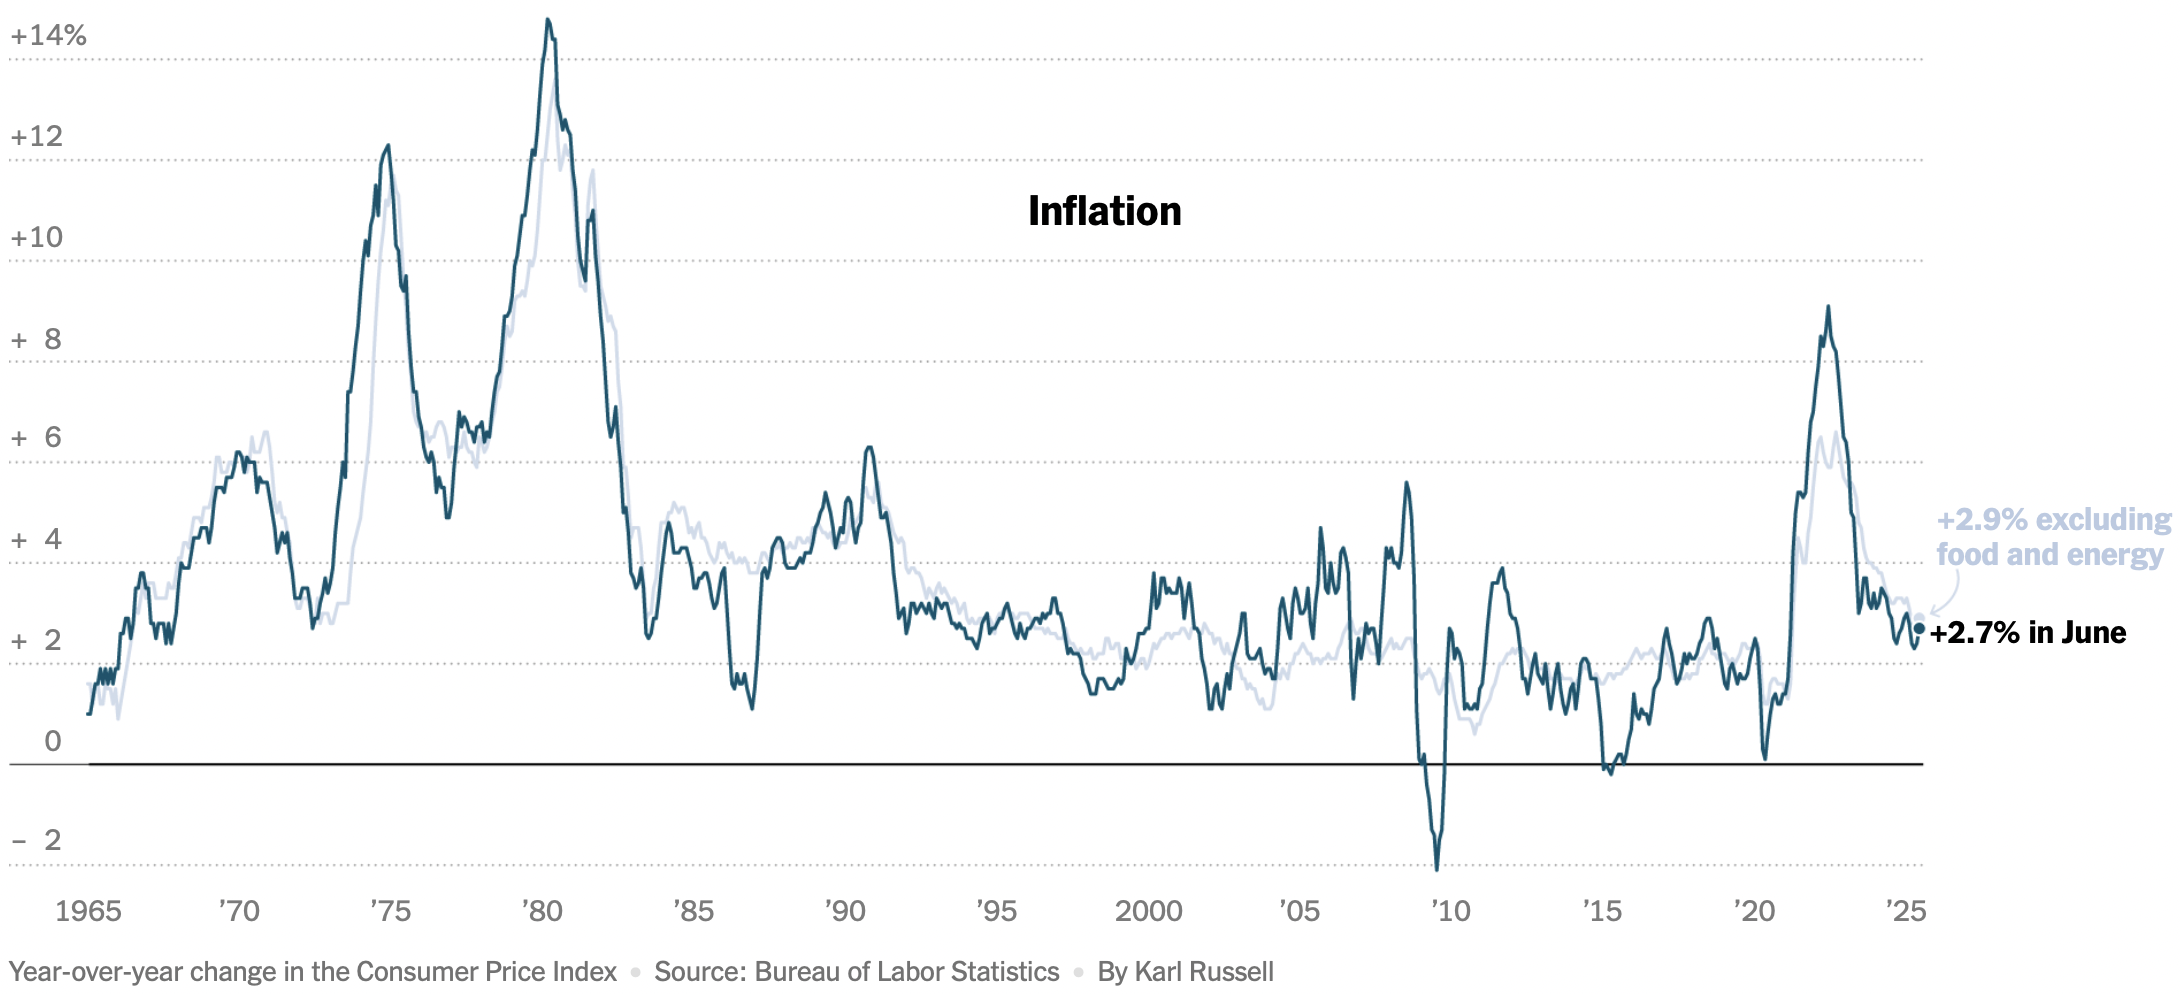 +14%
+12
Inflation
+10
+ 8
+ 6
+2.9% excluding
food and energy
+ 4
+2.7% in June
+ 2
0
– 2
1965 ’70 ’75 ’80 ’85 ’90 ’95 2000 ’05 ’10 ’15 ’20 ’25
Year-over-year change in the Consumer Price Index • Source: Bureau of Labor Statistics • By Karl Russell